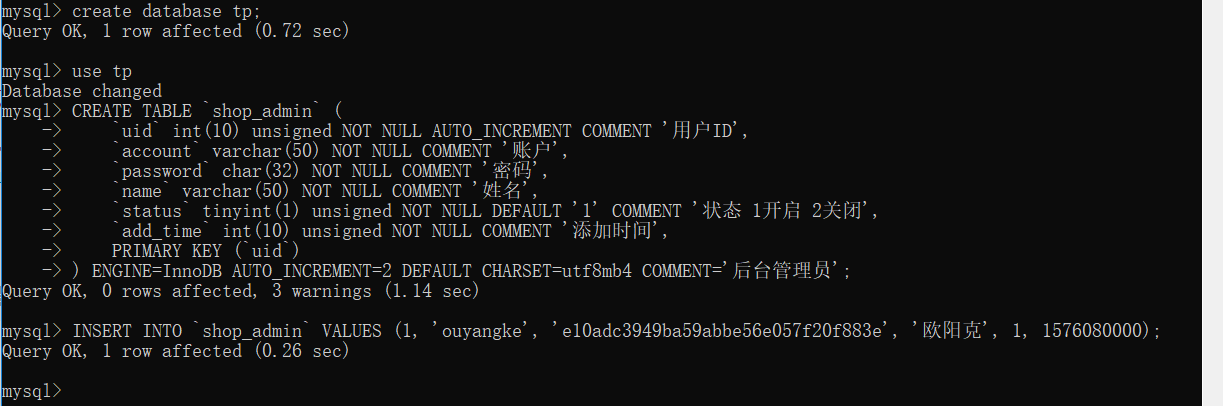 mysql> create database tp;
Query OK, 1 row affected (0.72 sec)
mysql> use tp
Database changed
mysql> CREATE TABLE `shop_admin` (
-> `uid` int(10) unsigned NOT NULL AUTO_INCREMENT COMMENT '用户ID',
-> `account` varchar(50) NOT NULL COMMENT '账户',
-> `password` char(32) NOT NULL COMMENT '密码',
-> `name` varchar(50) NOT NULL COMMENT '姓名',
-> `status` tinyint(1) unsigned NOT NULL DEFAULT '1' COMMENT '状态 1开启 2关闭',
-> `add_time` int(10) unsigned NOT NULL COMMENT '添加时间',
-> PRIMARY KEY (`uid`)
-> ) ENGINE=InnoDB AUTO_INCREMENT=2 DEFAULT CHARSET=utf8mb4 COMMENT='后台管理员';
Query OK, 0 rows affected, 3 warnings (1.14 sec)
mysql> INSERT INTO `shop_admin` VALUES (1, 'ouyangke', 'e10adc3949ba59abbe56e057f20f883e', '欧阳克', 1, 1576080000);
Query OK, 1 row affected (0.26 sec)
mysql>